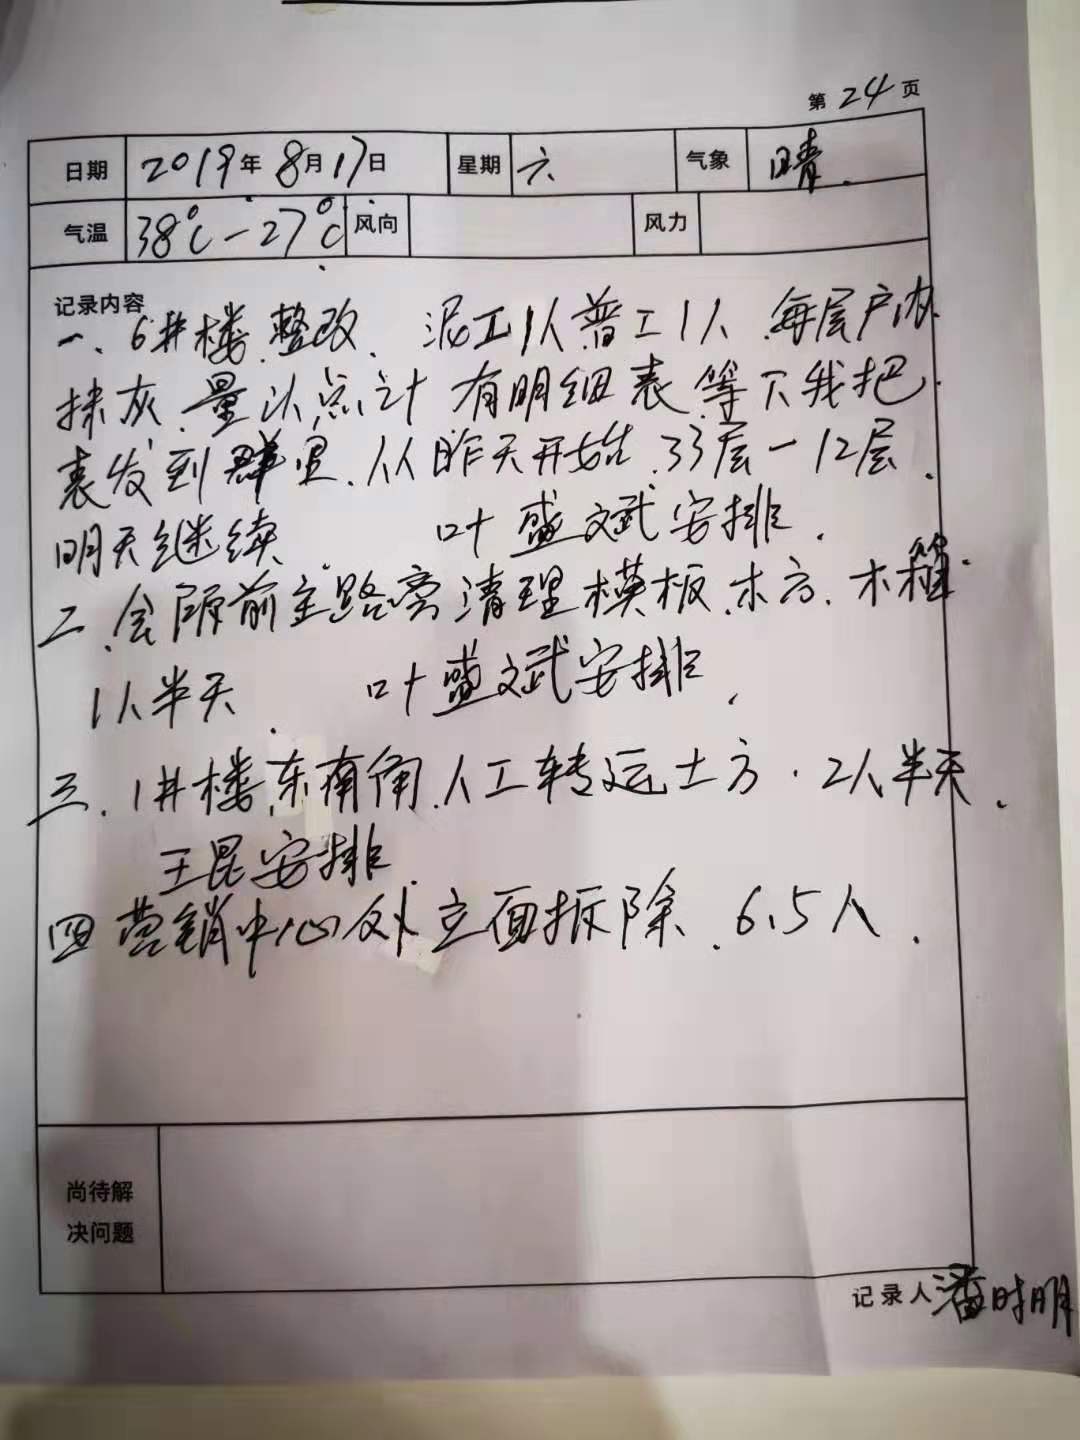 第24页
日期 2019年8月17日 星期 六 气象 晴.
气温 38℃-27℃ 风向 风力
记录内容
一、6#楼整改、泥工1人普工1人 每层户内
抹灰量以点计 有明细表等下我把
表发到群里.从昨天开始.33层-12层.
明天继续 叶盛斌安排.
二.会所前主路旁清理模板.木方.木箱.
1人半天. 叶盛斌安排.
三.1#楼东南角人工转运土方.2人半天.
王昆安排
四营销中心外立面拆除.6.5人.
尚待解
决问题
记录人潘时明